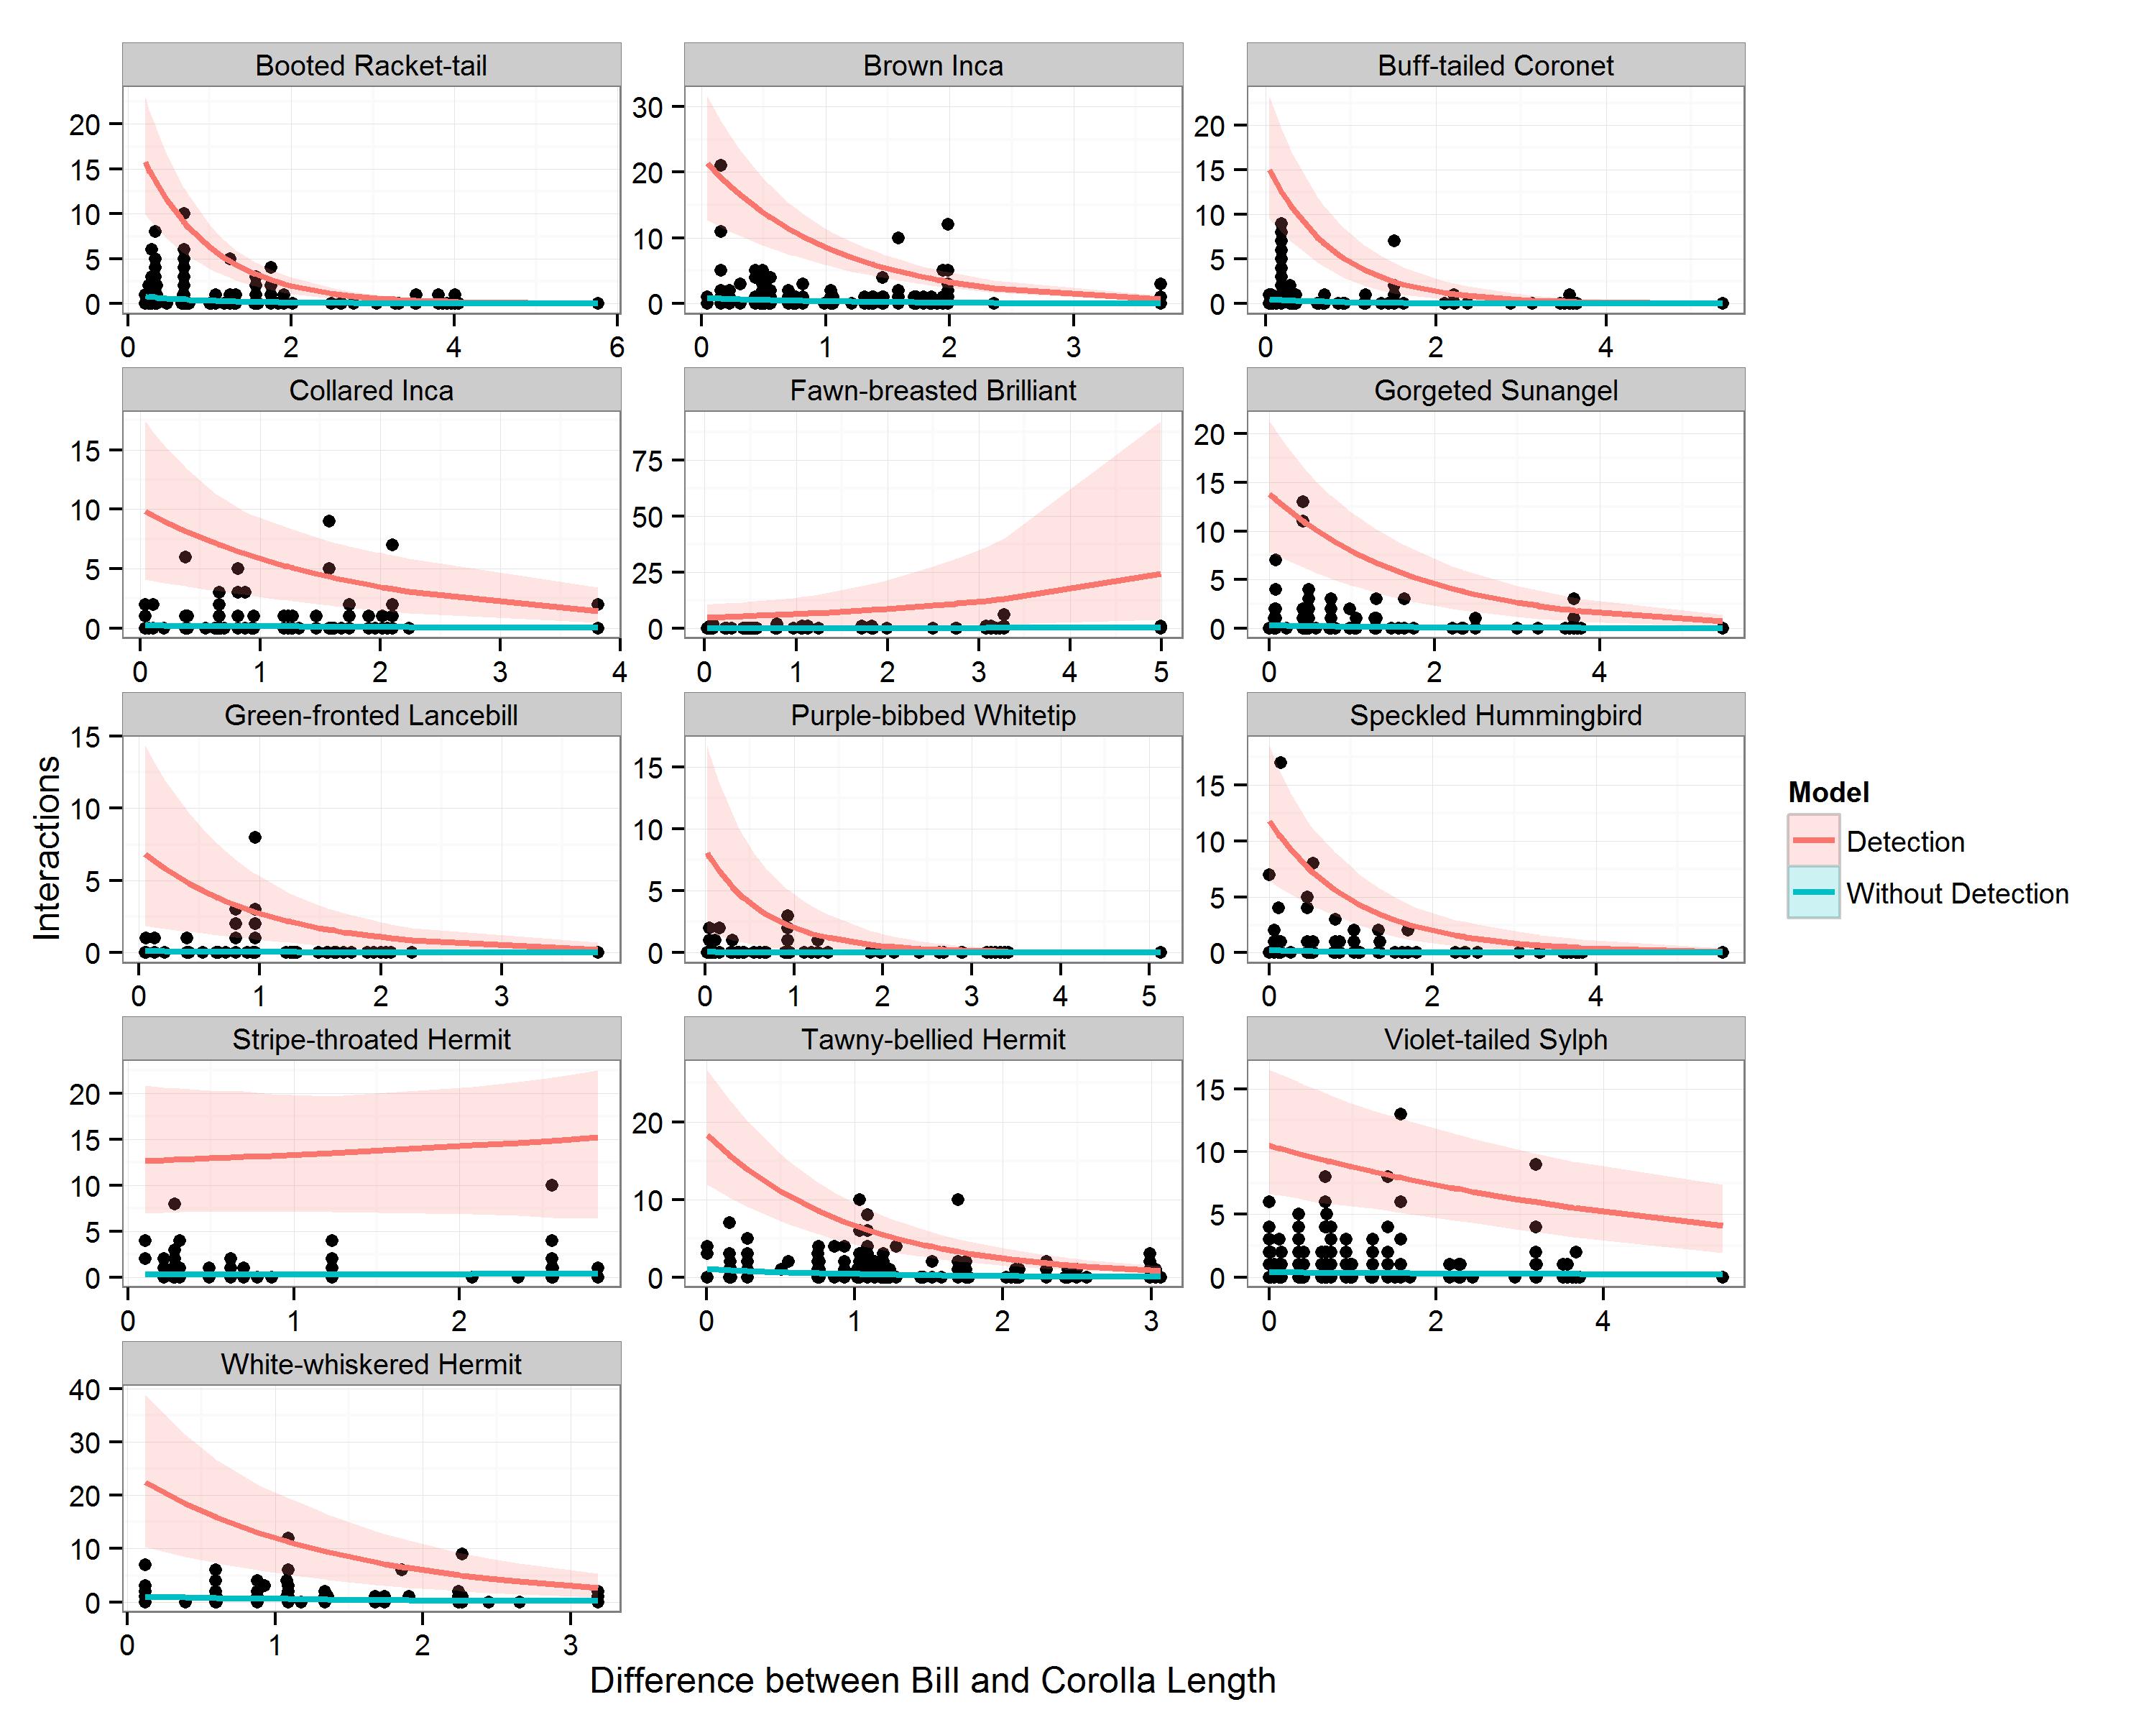 Booted Racket-tail
Brown Inca
Buff-tailed Coronet
20
15
10
5
0
30
20
10
0
20
15
10
5
0
0 2 4 6
0 1 2 3
0 2 4
Collared Inca
Fawn-breasted Brilliant
Gorgeted Sunangel
15
10
5
0
75
50
25
0
20
15
10
5
0
0 1 2 3 4
0 1 2 3 4 5
0 2 4
Green-fronted Lancebill
Purple-bibbed Whitetip
Speckled Hummingbird
15
10
5
0
15
10
5
0
15
10
5
0
0 1 2 3
0 1 2 3 4 5
0 2 4
Interactions
Model
Detection
Without Detection
Stripe-throated Hermit
Tawny-bellied Hermit
Violet-tailed Sylph
20
15
10
5
0
20
10
0
15
10
5
0
0 1 2
0 1 2 3
0 2 4
White-whiskered Hermit
40
30
20
10
0
0 1 2 3
Difference between Bill and Corolla Length